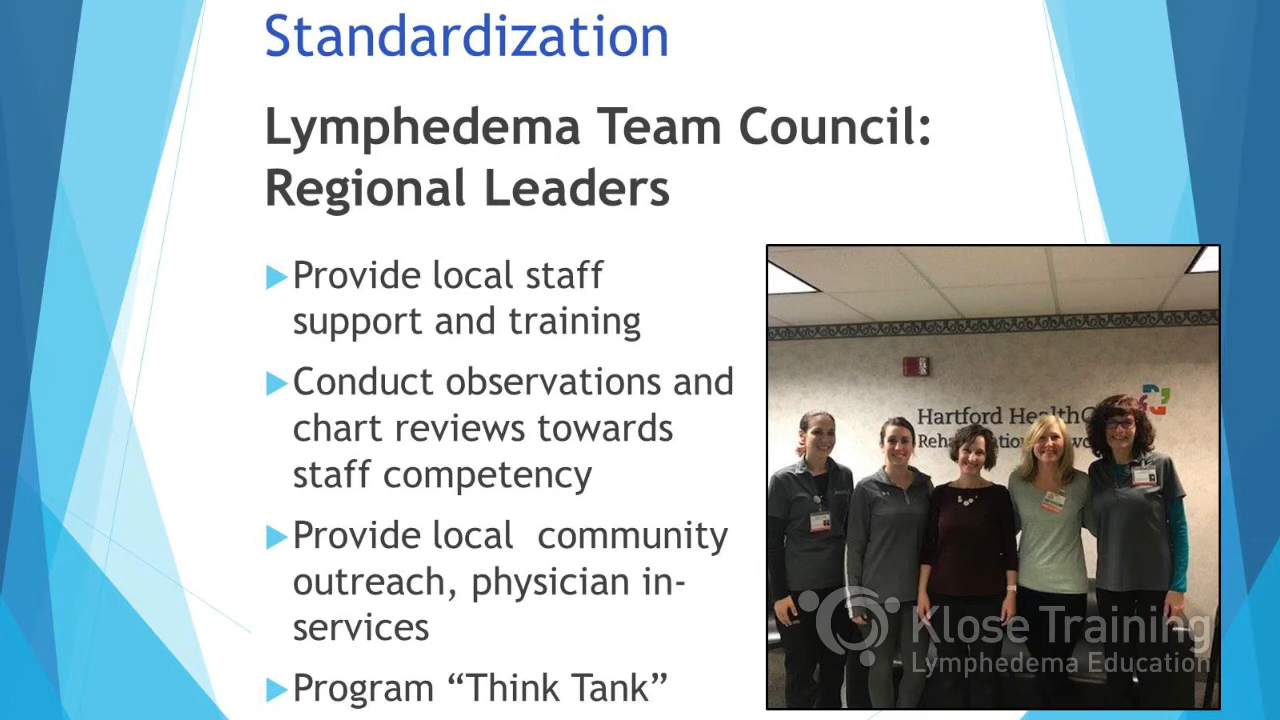 Standardization
Lymphedema Team Council:
Regional Leaders
Provide local staff
support and training
Conduct observations and
chart reviews towards
staff competency
Provide local community
outreach, physician in-
services
Program “Think Tank”
Hartford
Klose Training
Lymphedema Education